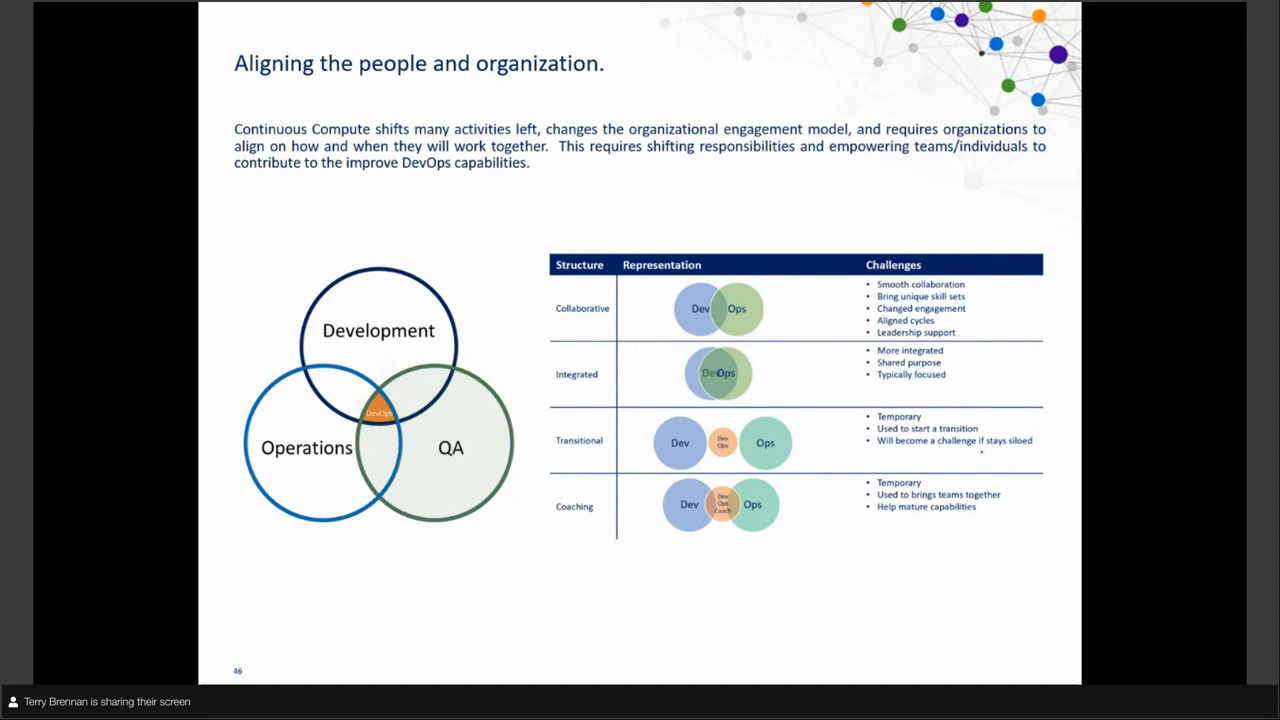 Aligning the people and organization.
Continuous Compute shifts many activities left, changes the organizational engagement model, and requires organizations to
align on how and when they will work together. This requires shifting responsibilities and empowering teams/individuals to
contribute to the improve DevOps capabilities.
Development
DevOps
Operations
QA
Structure Representation Challenges
Collaborative
Dev Ops
• Smooth collaboration
• Bring unique skill sets
• Changed engagement
• Aligned cycles
• Leadership support
Integrated
DevOps
• More integrated
• Shared purpose
• Typically focused
Transitional
Dev
Dev
Ops
Ops
• Temporary
• Used to start a transition
• Will become a challenge if stays siloed
Coaching
Dev
Dev
Ops
Coach
Ops
• Temporary
• Used to brings teams together
• Help mature capabilities
46
Terry Brennan is sharing their screen